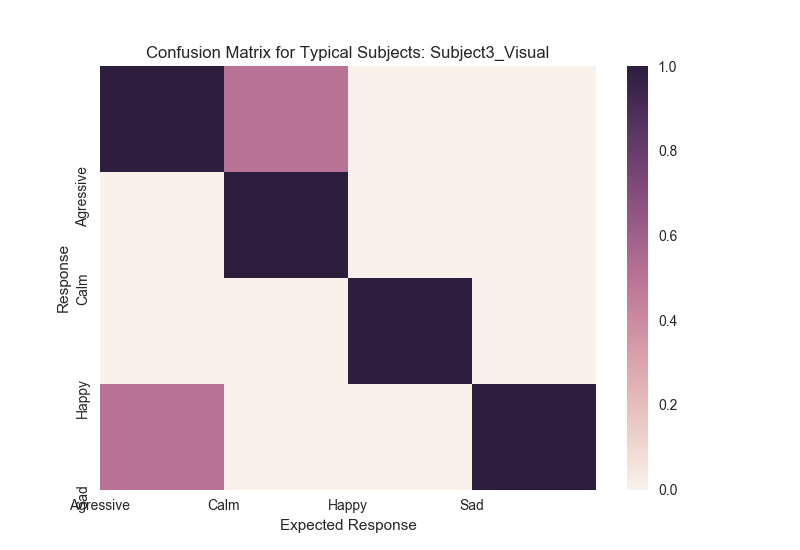 Confusion Matrix for Typical Subjects: Subject3_Visual
Response
Agressive
Calm
Happy
Sad
Agressive
Calm
Happy
Sad
Expected Response
1.0
0.8
0.6
0.4
0.2
0.0